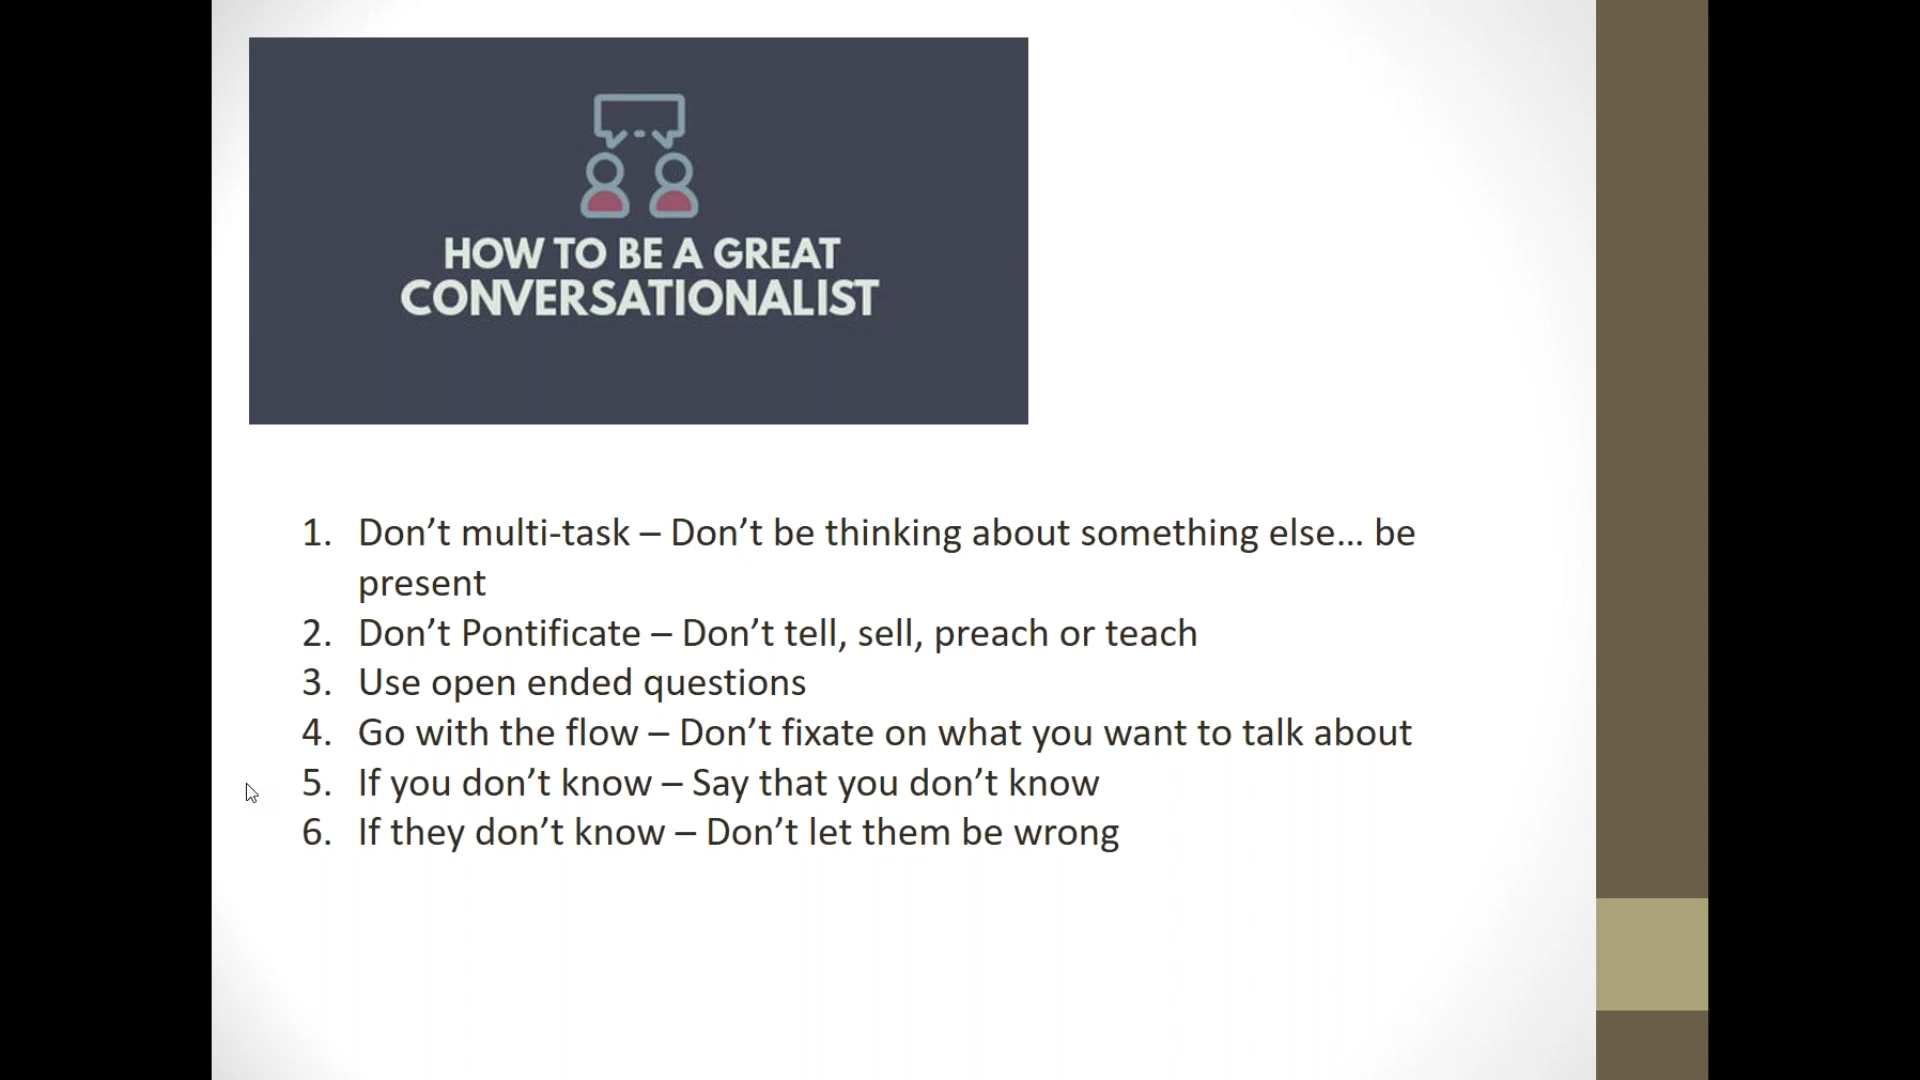 HOW TO BE A GREAT
CONVERSATIONALIST
1. Don’t multi-task – Don’t be thinking about something else… be
present
2. Don’t Pontificate – Don’t tell, sell, preach or teach
3. Use open ended questions
4. Go with the flow – Don’t fixate on what you want to talk about
5. If you don’t know – Say that you don’t know
6. If they don’t know – Don’t let them be wrong